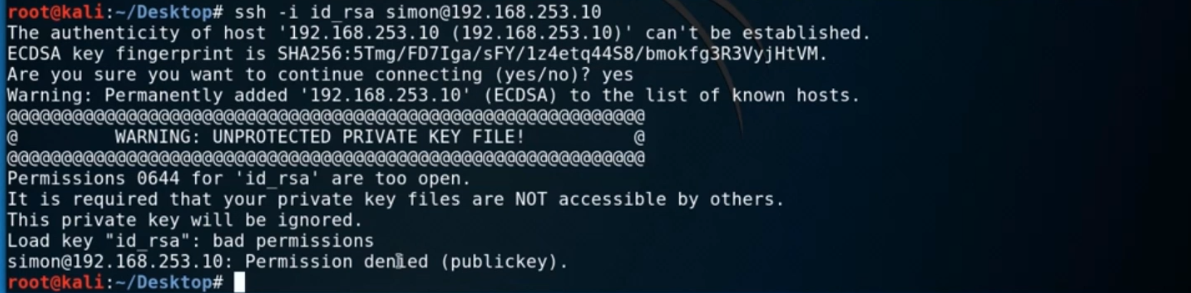 root@kali:~/Desktop# ssh -i id_rsa simon@192.168.253.10
The authenticity of host '192.168.253.10 (192.168.253.10)' can't be established.
ECDSA key fingerprint is SHA256:5Tmg/FD7Iga/sFY/1z4etq44S8/bmokfg3R3VyjHtVM.
Are you sure you want to continue connecting (yes/no)? yes
Warning: Permanently added '192.168.253.10' (ECDSA) to the list of known hosts.
@@@@@@@@@@@@@@@@@@@@@@@@@@@@@@@@@@@@@@@@@@@@@@@@@@@@@@@@@@@
@         WARNING: UNPROTECTED PRIVATE KEY FILE!          @
@@@@@@@@@@@@@@@@@@@@@@@@@@@@@@@@@@@@@@@@@@@@@@@@@@@@@@@@@@@
Permissions 0644 for 'id_rsa' are too open.
It is required that your private key files are NOT accessible by others.
This private key will be ignored.
Load key "id_rsa": bad permissions
simon@192.168.253.10: Permission denied (publickey).
root@kali:~/Desktop#